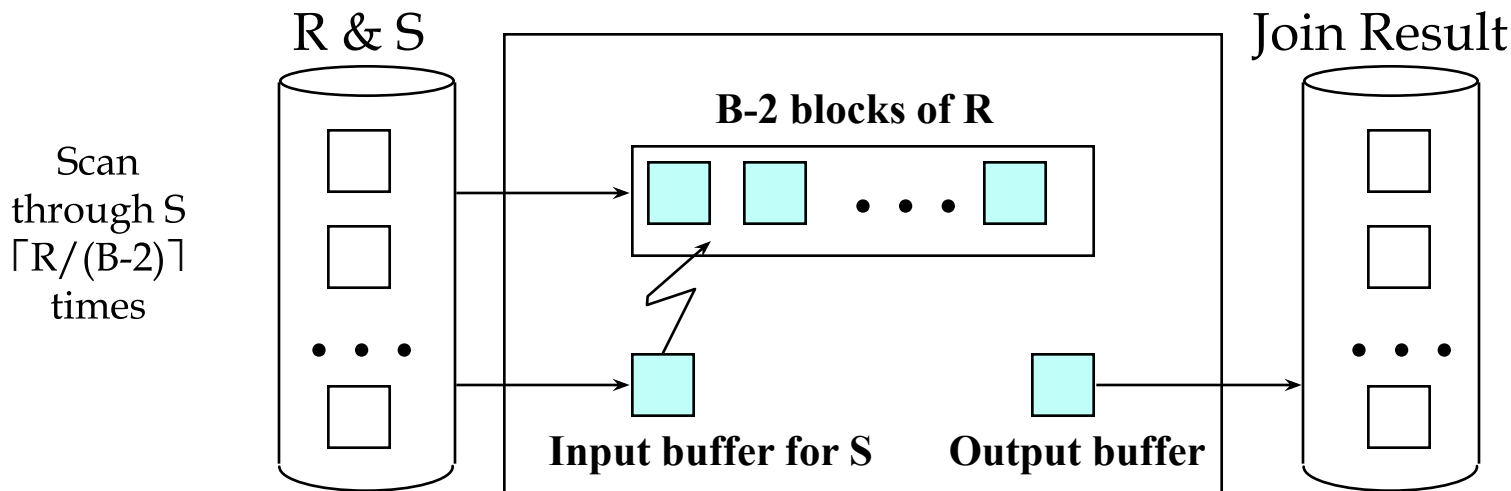 R & S
Join Result
B-2 blocks of R
Scan
through S
⌈R/(B-2)⌉
times
Input buffer for S
Output buffer